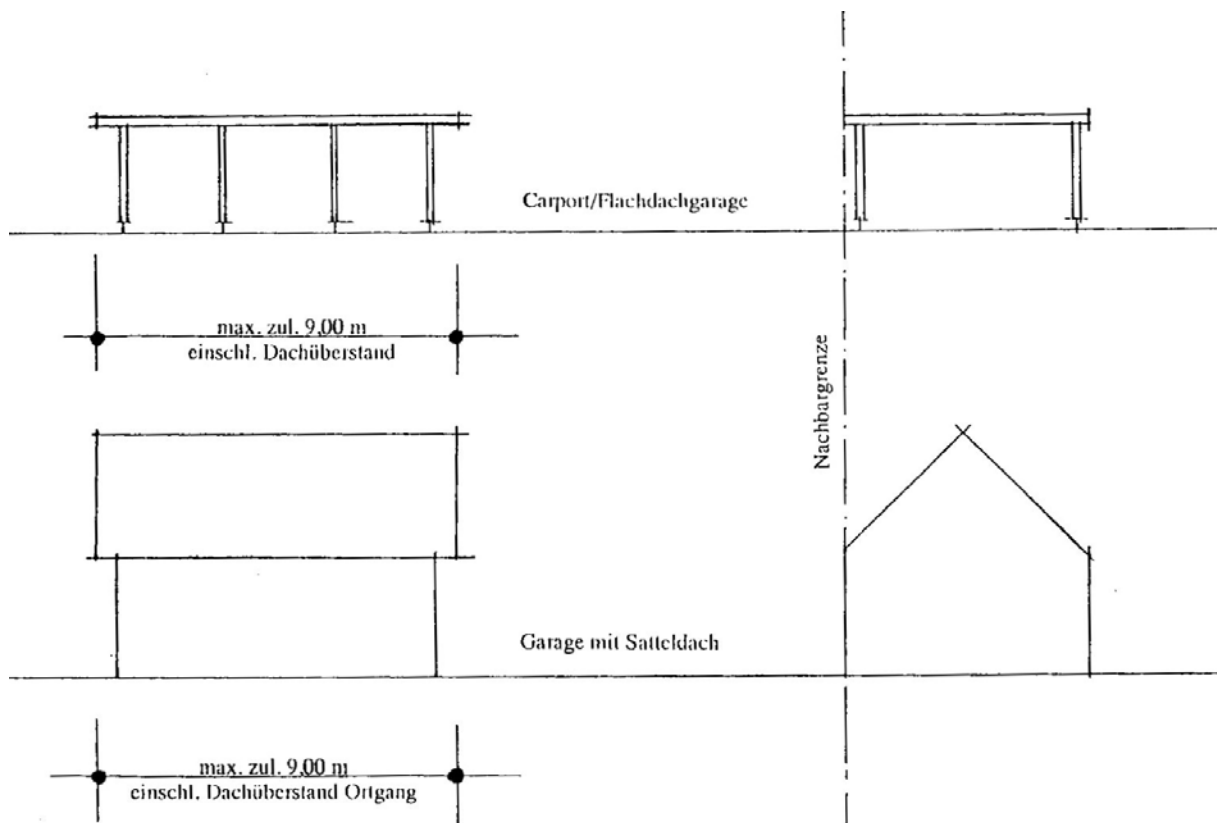 Carport/Flachdachgarage
max. zul. 9,00 m
einschl. Dachüberstand
Nachbargrenze
Garage mit Satteldach
max. zul. 9,00 m
einschl. Dachüberstand Ortgang